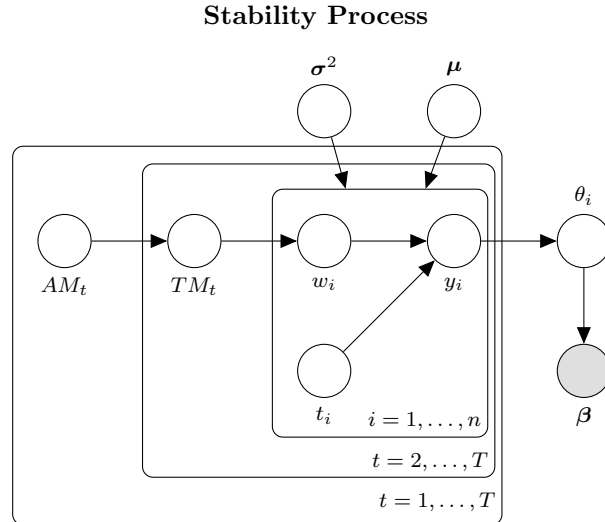 Stability Process
σ² μ
θᵢ
AMₜ TMₜ wᵢ yᵢ
tᵢ β
i = 1, . . . , n
t = 2, . . . , T
t = 1, . . . , T